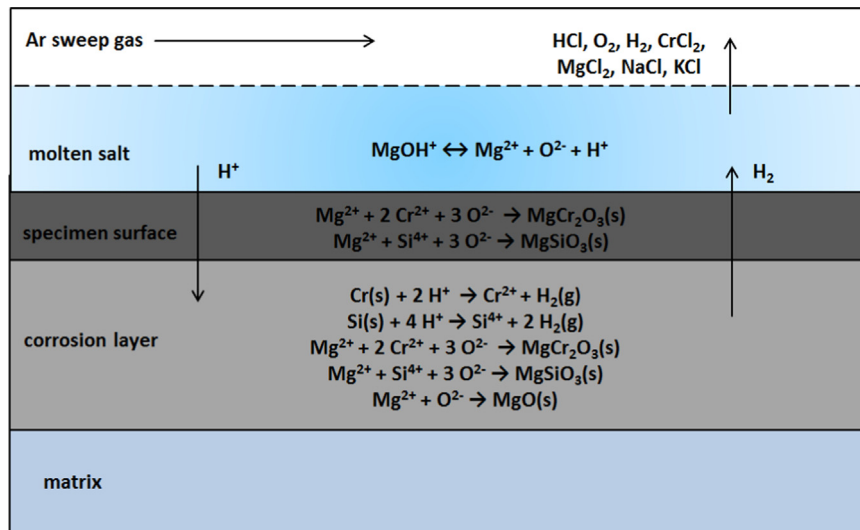 Ar sweep gas
HCl, O₂, H₂, CrCl₂,
MgCl₂, NaCl, KCl
molten salt
MgOH⁺ ↔ Mg²⁺ + O²⁻ + H⁺
H⁺
H₂
specimen surface
Mg²⁺ + 2 Cr²⁺ + 3 O²⁻ → MgCr₂O₃(s)
Mg²⁺ + Si⁴⁺ + 3 O²⁻ → MgSiO₃(s)
corrosion layer
Cr(s) + 2 H⁺ → Cr²⁺ + H₂(g)
Si(s) + 4 H⁺ → Si⁴⁺ + 2 H₂(g)
Mg²⁺ + 2 Cr²⁺ + 3 O²⁻ → MgCr₂O₃(s)
Mg²⁺ + Si⁴⁺ + 3 O²⁻ → MgSiO₃(s)
Mg²⁺ + O²⁻ → MgO(s)
matrix